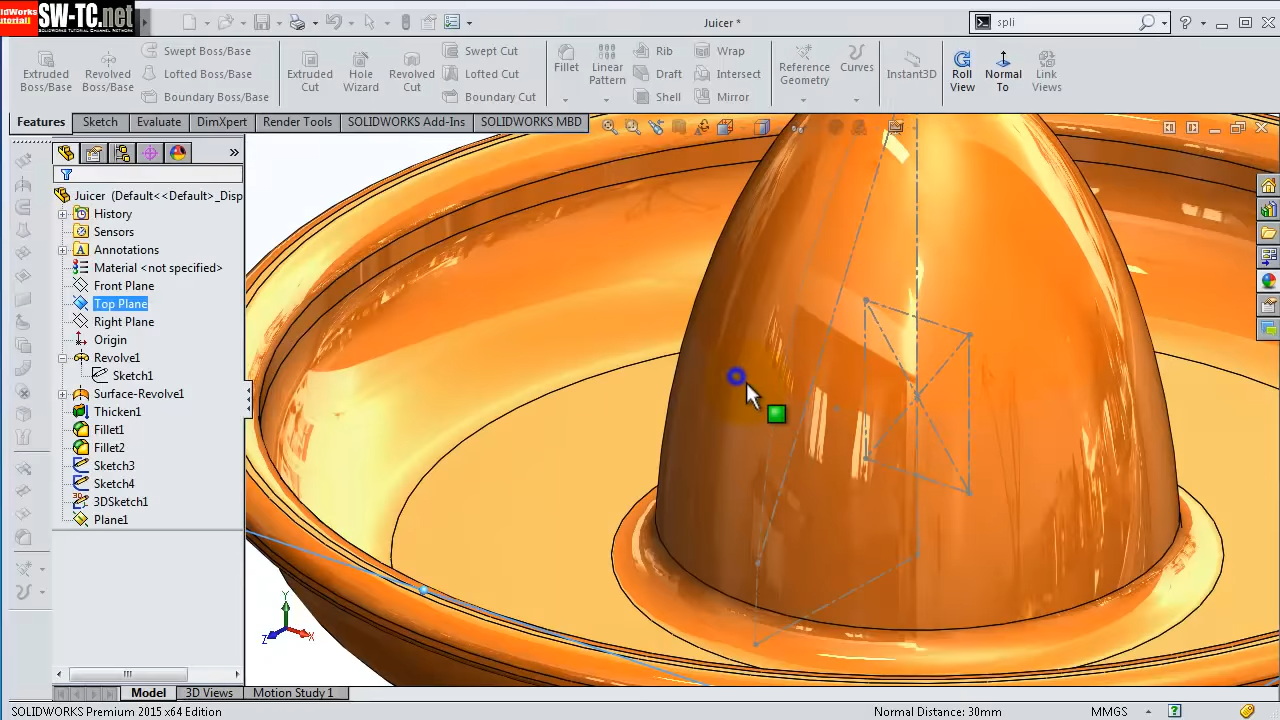 SolidWorks
Tutorial!
SW-TC.net
SOLIDWORKS TUTORIAL CHANNEL NETWORK
Juicer *
spli
Extruded Boss/Base
Revolved Boss/Base
Swept Boss/Base
Lofted Boss/Base
Boundary Boss/Base
Extruded Cut
Hole Wizard
Revolved Cut
Swept Cut
Lofted Cut
Boundary Cut
Fillet
Linear Pattern
Rib
Draft
Shell
Wrap
Intersect
Mirror
Reference Geometry
Curves
Instant3D
Roll View
Normal To
Link Views
Features
Sketch
Evaluate
DimXpert
Render Tools
SOLIDWORKS Add-Ins
SOLIDWORKS MBD
Juicer (Default<<Default>_Disp
History
Sensors
Annotations
Material <not specified>
Front Plane
Top Plane
Right Plane
Origin
Revolve1
Sketch1
Surface-Revolve1
Thicken1
Fillet1
Fillet2
Sketch3
Sketch4
3DSketch1
Plane1
Y
Z
X
Model
3D Views
Motion Study 1
SOLIDWORKS Premium 2015 x64 Edition
Normal Distance: 30mm
MMGS